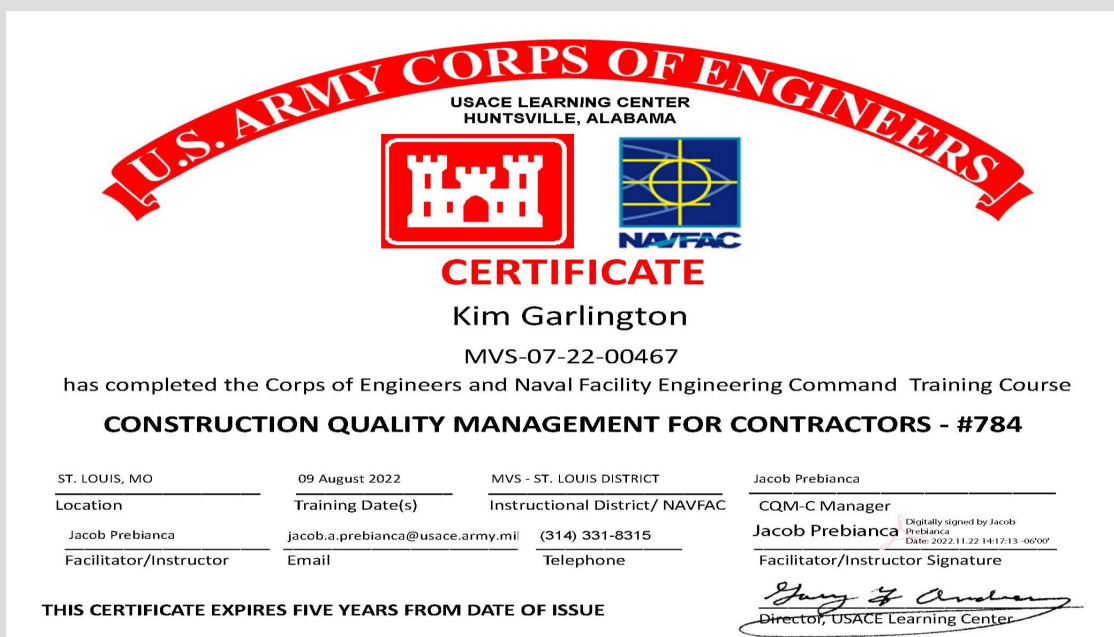 U.S. ARMY CORPS OF ENGINEERS
USACE LEARNING CENTER
HUNTSVILLE, ALABAMA
NAVFAC
CERTIFICATE
Kim Garlington
MVS-07-22-00467
has completed the Corps of Engineers and Naval Facility Engineering Command Training Course
CONSTRUCTION QUALITY MANAGEMENT FOR CONTRACTORS - #784
ST. LOUIS, MO 09 August 2022 MVS - ST. LOUIS DISTRICT Jacob Prebianca
Location Training Date(s) Instructional District/ NAVFAC CQM-C Manager
Jacob Prebianca jacob.a.prebianca@usace.army.mil (314) 331-8315 Jacob Prebianca
Digitally signed by Jacob
Prebianca
Date: 2022.11.22 14:17:13 -06'00'
Facilitator/Instructor Email Telephone Facilitator/Instructor Signature
THIS CERTIFICATE EXPIRES FIVE YEARS FROM DATE OF ISSUE
Director, USACE Learning Center